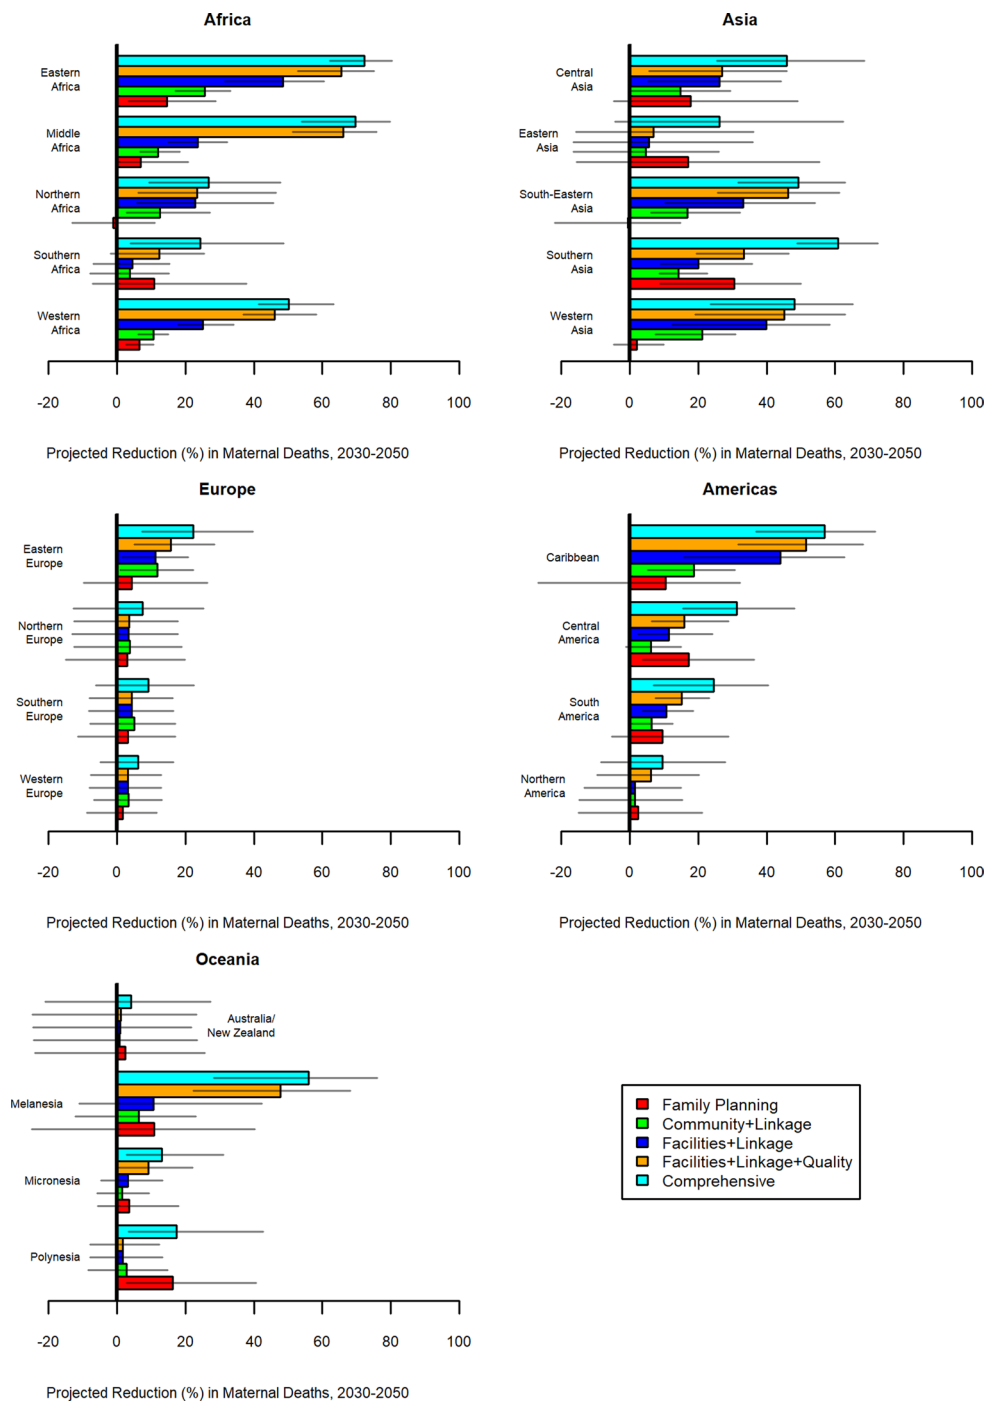 Africa
Eastern
Africa
Middle
Africa
Northern
Africa
Southern
Africa
Western
Africa
-20 0 20 40 60 80 100
Projected Reduction (%) in Maternal Deaths, 2030-2050
Asia
Central
Asia
Eastern
Asia
South-Eastern
Asia
Southern
Asia
Western
Asia
-20 0 20 40 60 80 100
Projected Reduction (%) in Maternal Deaths, 2030-2050
Europe
Eastern
Europe
Northern
Europe
Southern
Europe
Western
Europe
-20 0 20 40 60 80 100
Projected Reduction (%) in Maternal Deaths, 2030-2050
Americas
Caribbean
Central
America
South
America
Northern
America
-20 0 20 40 60 80 100
Projected Reduction (%) in Maternal Deaths, 2030-2050
Oceania
Australia/
New Zealand
Melanesia
Micronesia
Polynesia
-20 0 20 40 60 80 100
Projected Reduction (%) in Maternal Deaths, 2030-2050
Family Planning
Community+Linkage
Facilities+Linkage
Facilities+Linkage+Quality
Comprehensive